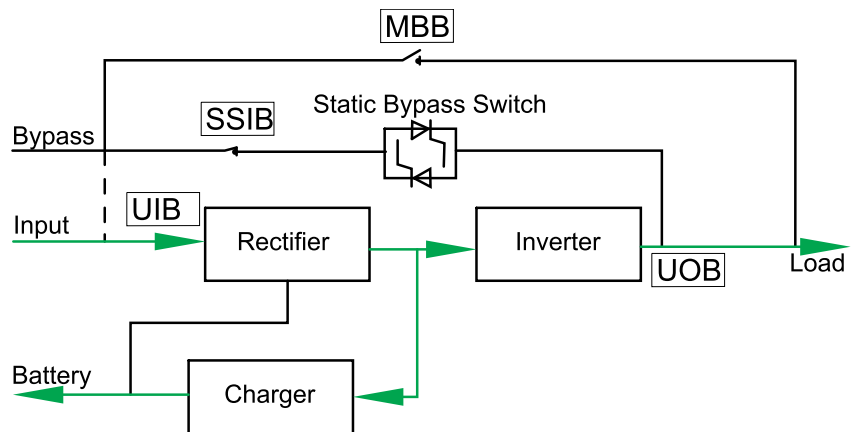 MBB
Static Bypass Switch
SSIB
Bypass
UIB
Input
Rectifier
Inverter
UOB
Load
Battery
Charger